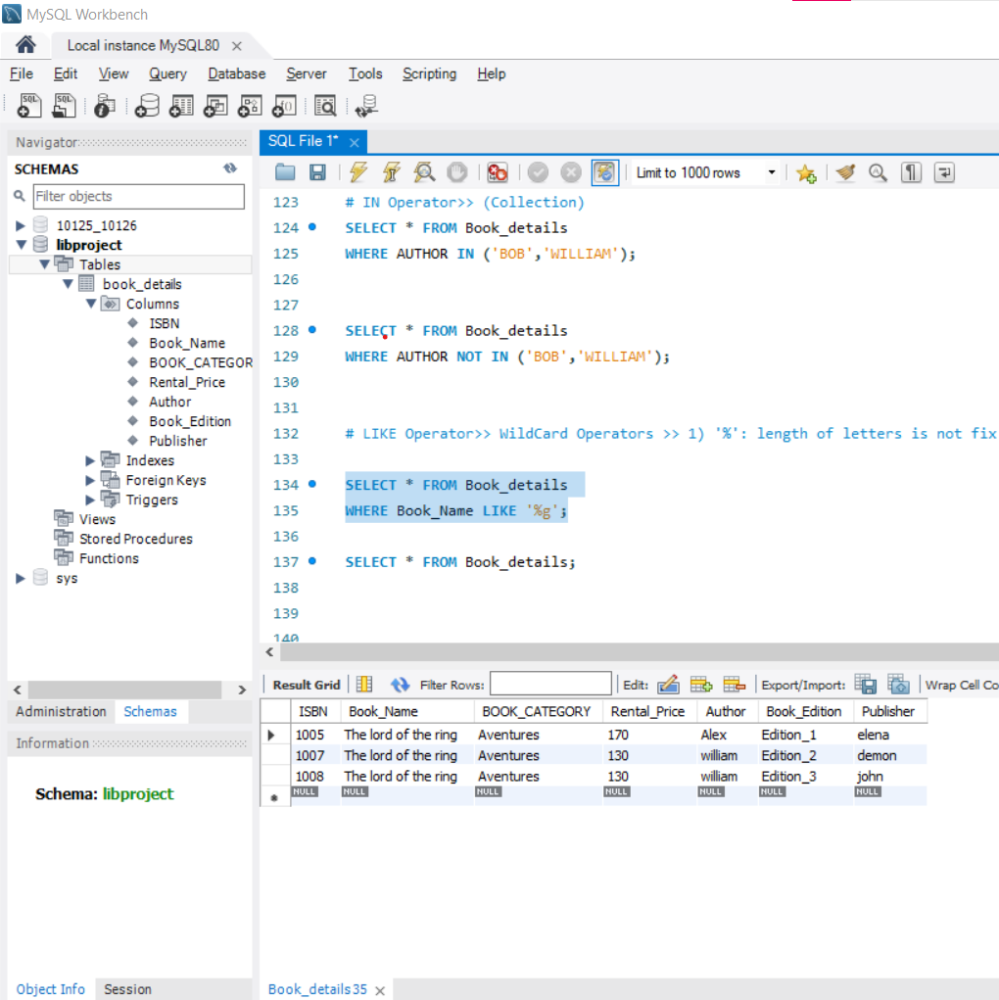 MySQL Workbench
Local instance MySQL80
File Edit View Query Database Server Tools Scripting Help
Navigator
SCHEMAS
Filter objects
10125_10126
libproject
Tables
book_details
Columns
ISBN
Book_Name
BOOK_CATEGOR
Rental_Price
Author
Book_Edition
Publisher
Indexes
Foreign Keys
Triggers
Views
Stored Procedures
Functions
sys
Administration Schemas
Information
Schema: libproject
Object Info Session
SQL File 1*
Limit to 1000 rows
123 # IN Operator>> (Collection)
124 SELECT * FROM Book_details
125 WHERE AUTHOR IN ('BOB','WILLIAM');
126
127
128 SELECT * FROM Book_details
129 WHERE AUTHOR NOT IN ('BOB','WILLIAM');
130
131
132 # LIKE Operator>> WildCard Operators >> 1) '%': length of letters is not fix
133
134 SELECT * FROM Book_details
135 WHERE Book_Name LIKE '%g';
136
137 SELECT * FROM Book_details;
138
139
140
Result Grid Filter Rows: Edit: Export/Import: Wrap Cell Co
ISBN Book_Name BOOK_CATEGORY Rental_Price Author Book_Edition Publisher
1005 The lord of the ring Aventures 170 Alex Edition_1 elena
1007 The lord of the ring Aventures 130 william Edition_2 demon
1008 The lord of the ring Aventures 130 william Edition_3 john
NULL NULL NULL NULL NULL NULL NULL
Book_details35